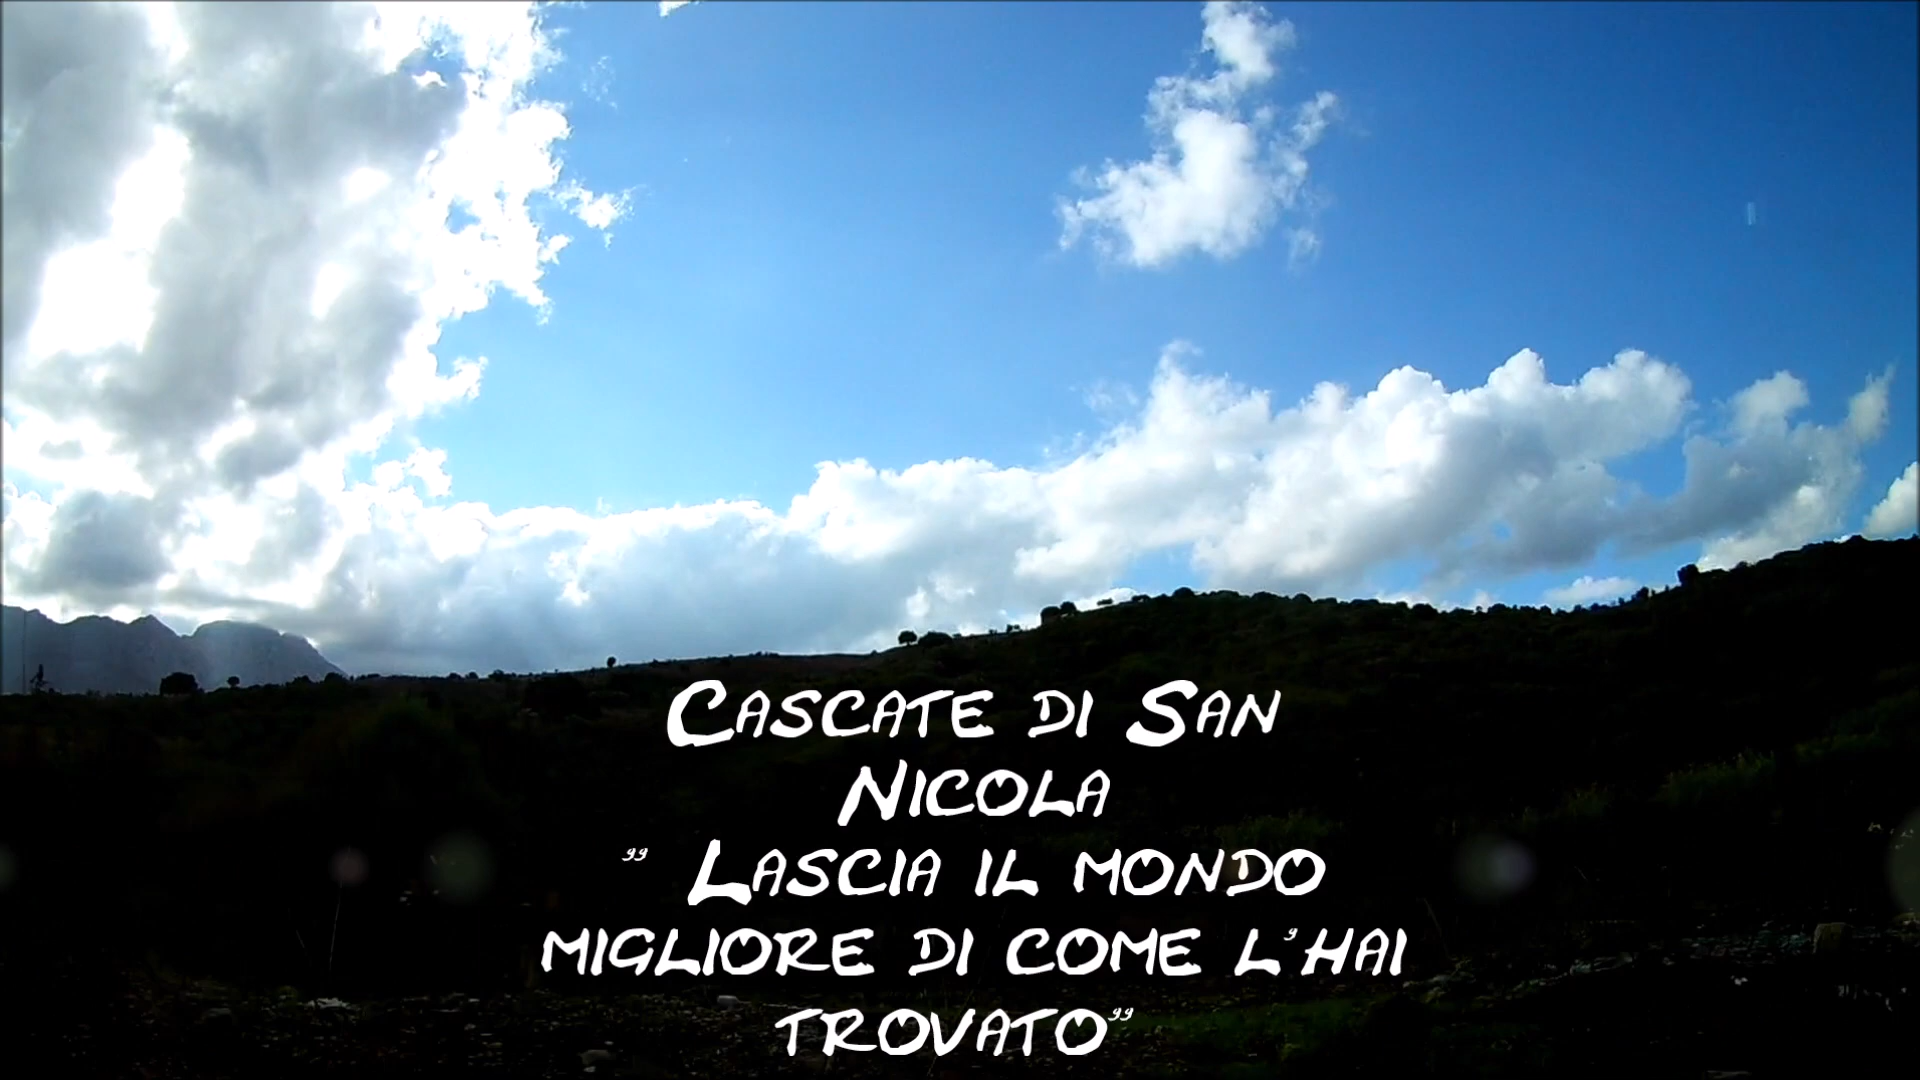 Cascate di San
Nicola
" Lascia il mondo
migliore di come l'hai
trovato"